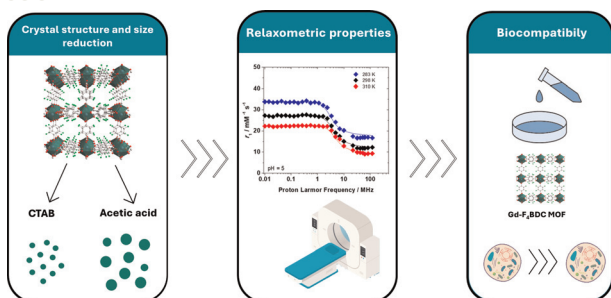 Crystal structure and size
reduction
CTAB
Acetic acid
Relaxometric properties
50
40
30
20
10
0
r₁ / mM⁻¹ s⁻¹
283 K
298 K
310 K
pH = 5
0.01
0.1
1
10
100
Proton Larmor Frequency / MHz
Biocompatibily
Gd-F₄BDC MOF